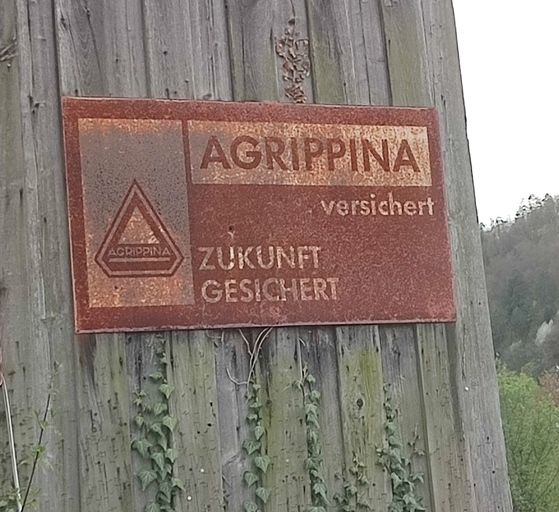 AGRIPPINA
AGRIPPINA
versichert
ZUKUNFT
GESICHERT